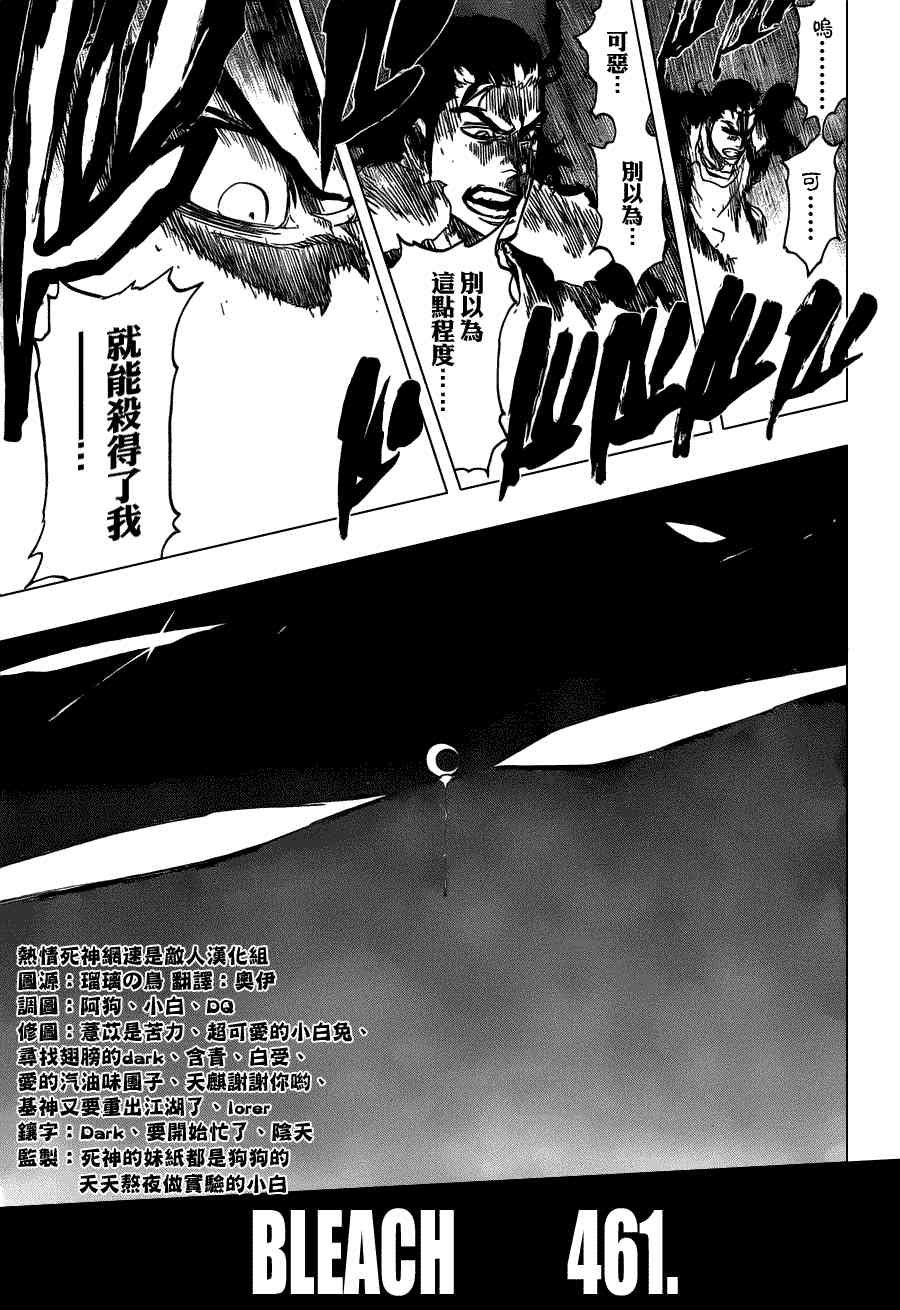 嗚………
可………
可惡…
別以為…
別以為
這點程度……
就能殺得了我
——……
熱情死神網速是敵人漢化組
圖源：瑠璃の鳥 翻譯：奧伊
調圖：阿狗、小白、DQ
修圖：薏苡是苦力、超可愛的小白兔、
尋找翅膀的dark、含青、白受、
愛的汽油味團子、天麒謝謝你喲、
基神又要重出江湖了、lorer
鑲字：Dark、要開始忙了、陰天
監製：死神的妹紙都是狗狗的
天天熬夜做實驗的小白
BLEACH 461.